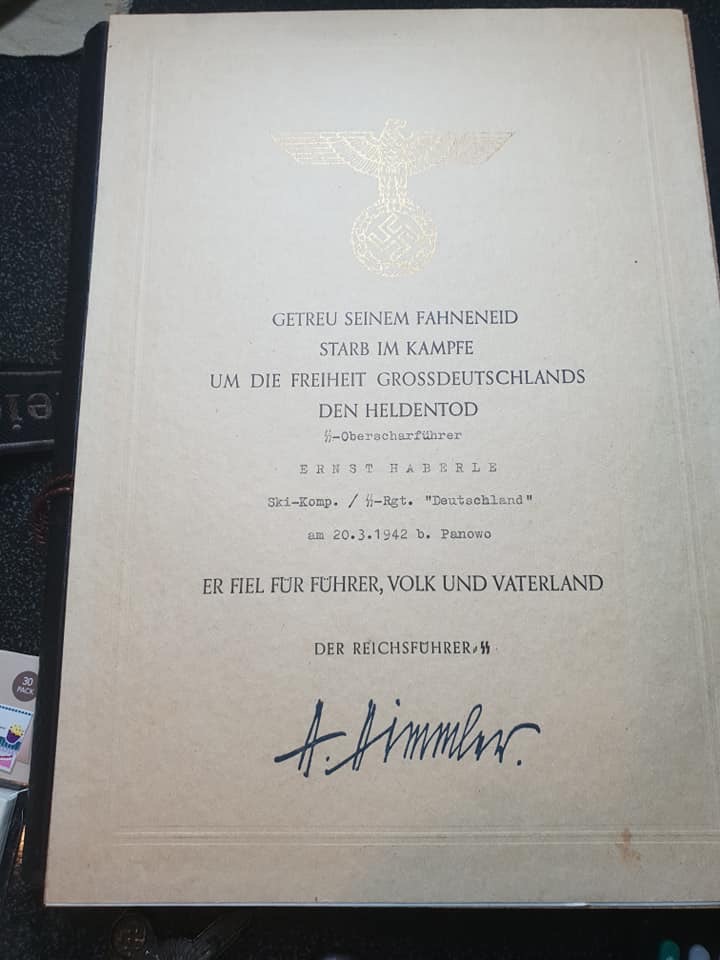 GETREU SEINEM FAHNENEID
STARB IM KAMPFE
UM DIE FREIHEIT GROSSDEUTSCHLANDS
DEN HELDENTOD
SS-Oberscharführer
ERNST HABERLE
Ski-Komp. / SS-Rgt. "Deutschland"
am 20.3.1942 b. Panowo
ER FIEL FÜR FÜHRER, VOLK UND VATERLAND
DER REICHSFÜHRER-SS
H. Himmler.
30
PACK